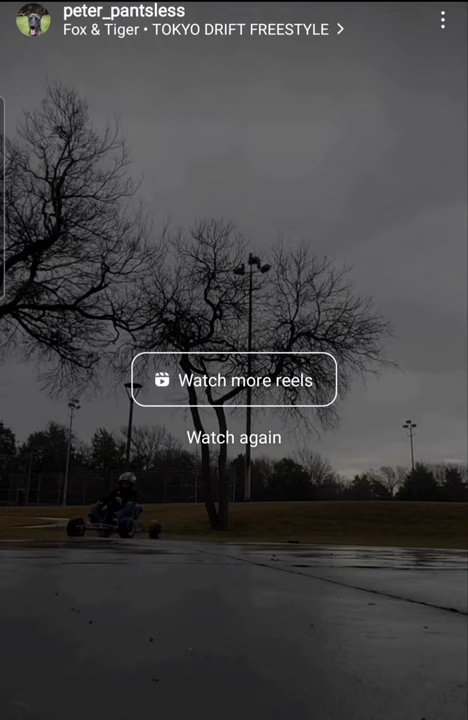 peter_pantsless
Fox & Tiger • TOKYO DRIFT FREESTYLE >
Watch more reels
Watch again